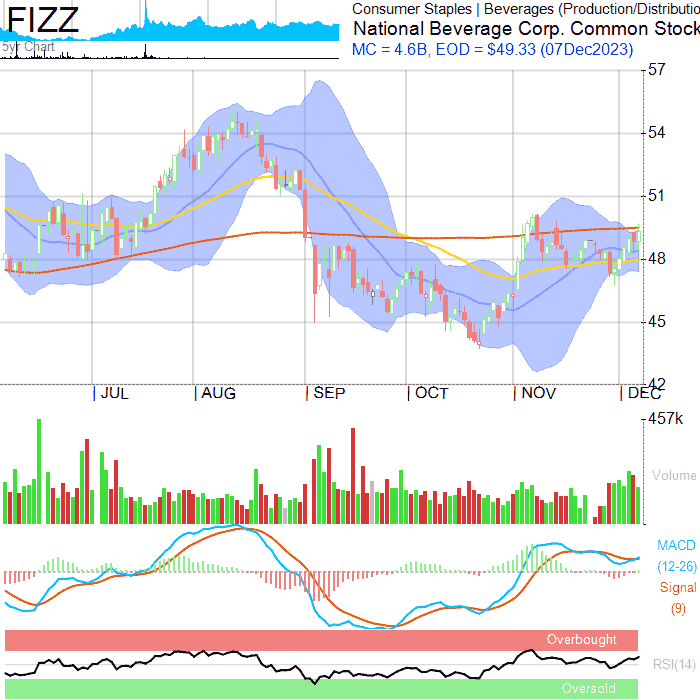 FIZZ
5yr Chart
Consumer Staples | Beverages (Production/Distributio
National Beverage Corp. Common Stock
MC = 4.6B, EOD = $49.33 (07Dec2023)
57
54
51
48
45
42
JUL AUG SEP OCT NOV DEC
457k
Volume
MACD
(12-26)
Signal
(9)
Overbought
RSI(14)
Oversold